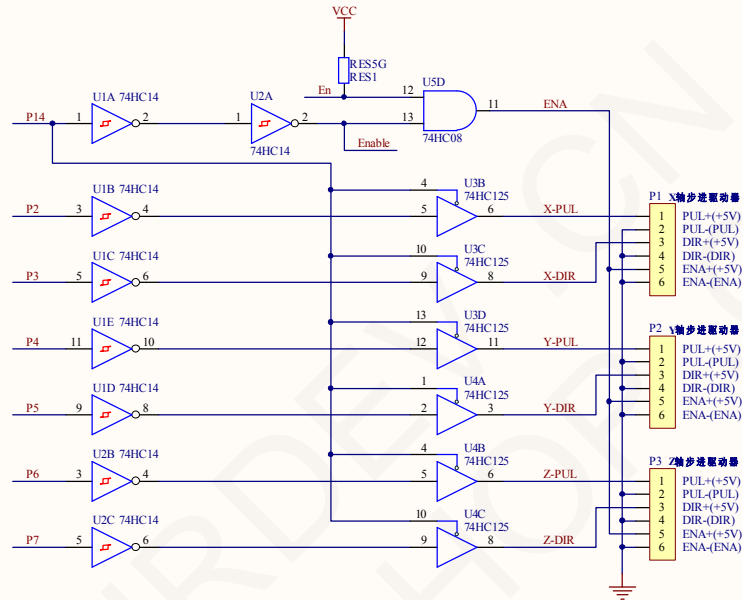 VCC
RES5G
RES1
En
12
U5D
11
ENA
13
74HC08
U1A 74HC14
P14
1
2
U2A
1
2
74HC14
Enable
U1B 74HC14
P2
3
4
4
U3B
74HC125
5
6
X-PUL
U1C 74HC14
P3
5
6
10
U3C
74HC125
9
8
X-DIR
U1E 74HC14
P4
11
10
13
U3D
74HC125
12
11
Y-PUL
U1D 74HC14
P5
9
8
1
U4A
74HC125
2
3
Y-DIR
U2B 74HC14
P6
3
4
4
U4B
74HC125
5
6
Z-PUL
U2C 74HC14
P7
5
6
10
U4C
74HC125
9
8
Z-DIR
P1 X轴步进驱动器
1 PUL+(+5V)
2 PUL-(PUL)
3 DIR+(+5V)
4 DIR-(DIR)
5 ENA+(+5V)
6 ENA-(ENA)
P2 Y轴步进驱动器
1 PUL+(+5V)
2 PUL-(PUL)
3 DIR+(+5V)
4 DIR-(DIR)
5 ENA+(+5V)
6 ENA-(ENA)
P3 Z轴步进驱动器
1 PUL+(+5V)
2 PUL-(PUL)
3 DIR+(+5V)
4 DIR-(DIR)
5 ENA+(+5V)
6 ENA-(ENA)